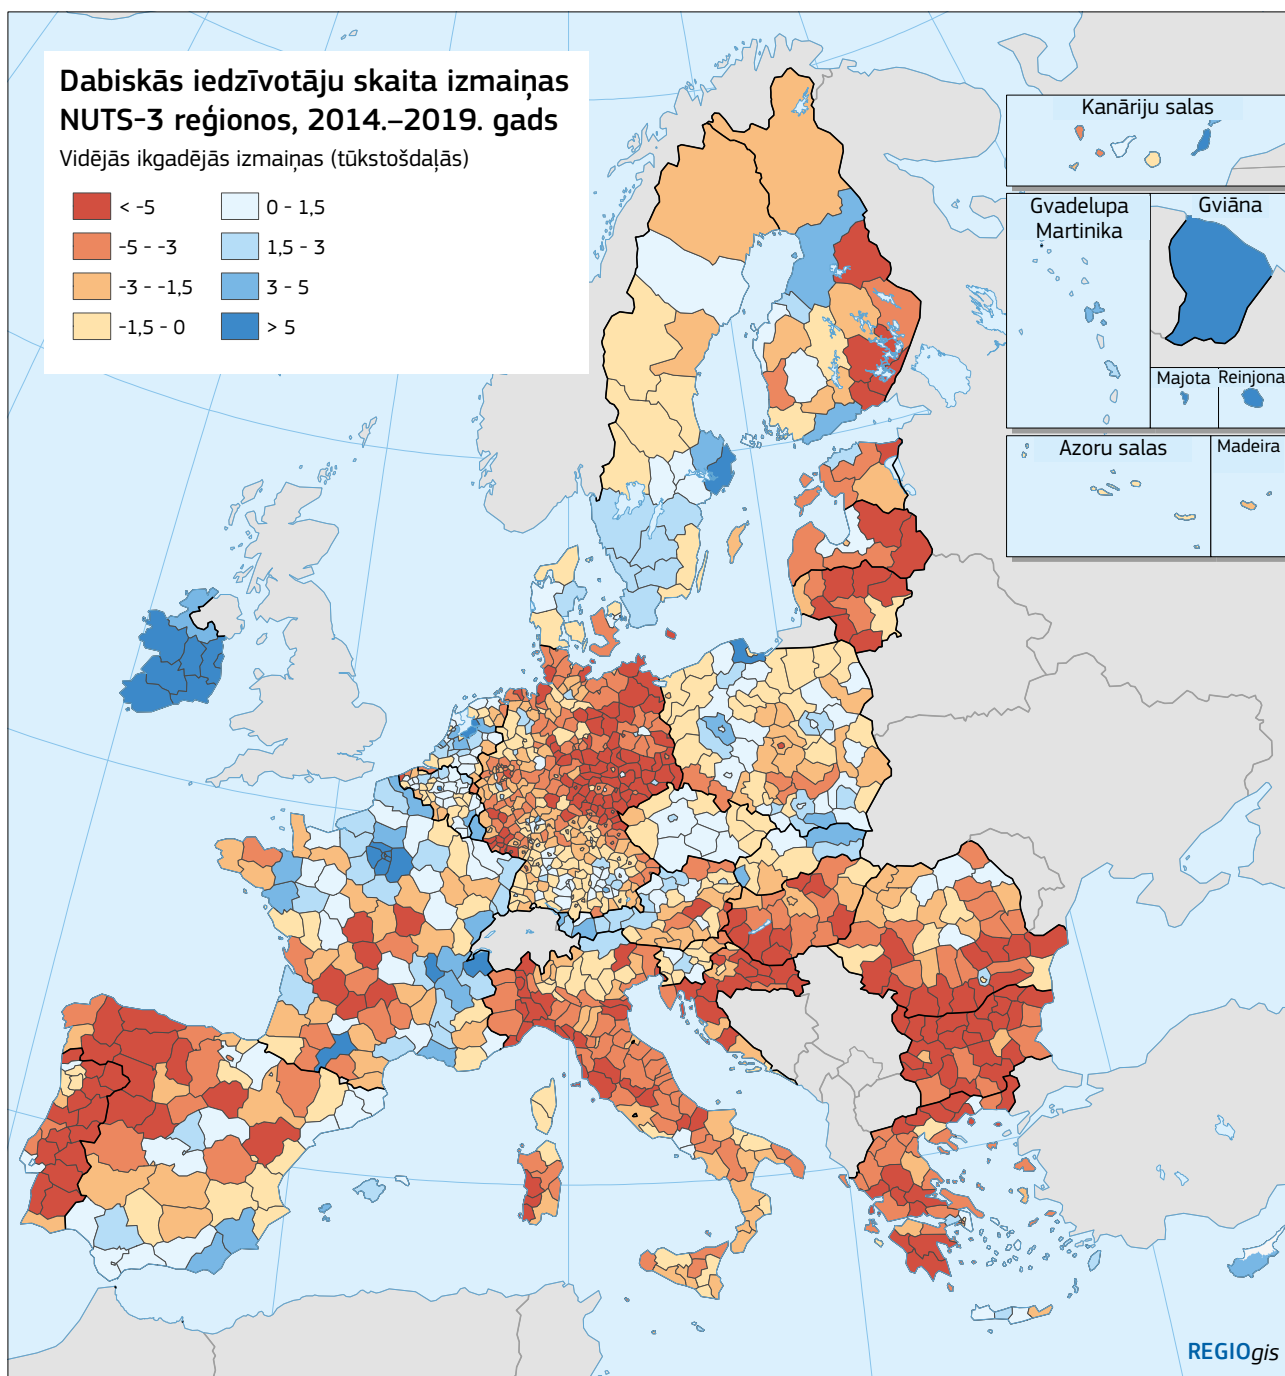 Dabiskās iedzīvotāju skaita izmaiņas
NUTS-3 reģionos, 2014.–2019. gads
Vidējās ikgadējās izmaiņas (tūkstošdaļās)
< -5
-5 - -3
-3 - -1,5
-1,5 - 0
0 - 1,5
1,5 - 3
3 - 5
> 5
Kanāriju salas
Gvadelupa
Martinika
Gviāna
Majota
Reinjona
Azoru salas
Madeira
REGIOgis